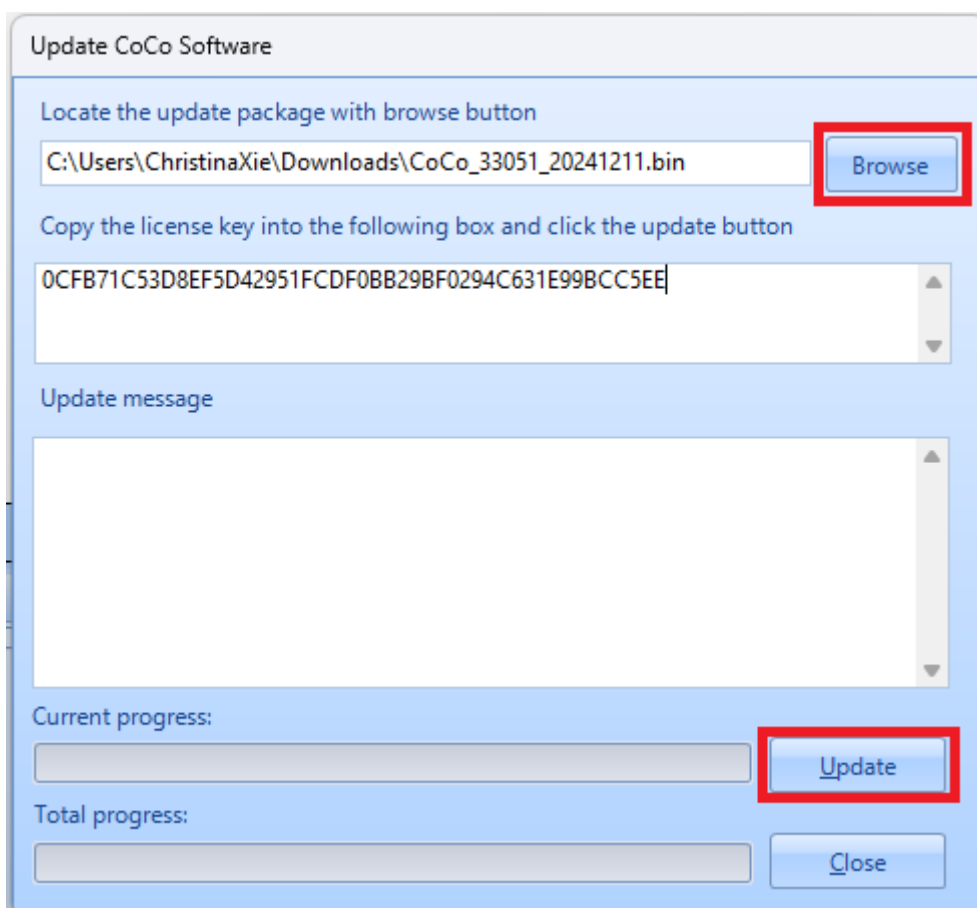 Update CoCo Software
Locate the update package with browse button
C:\Users\ChristinaXie\Downloads\CoCo_33051_20241211.bin
Browse
Copy the license key into the following box and click the update button
0CFB71C53D8EF5D42951FCDF0BB29BF0294C631E99BCC5EE
Update message
Current progress:
Update
Total progress:
Close